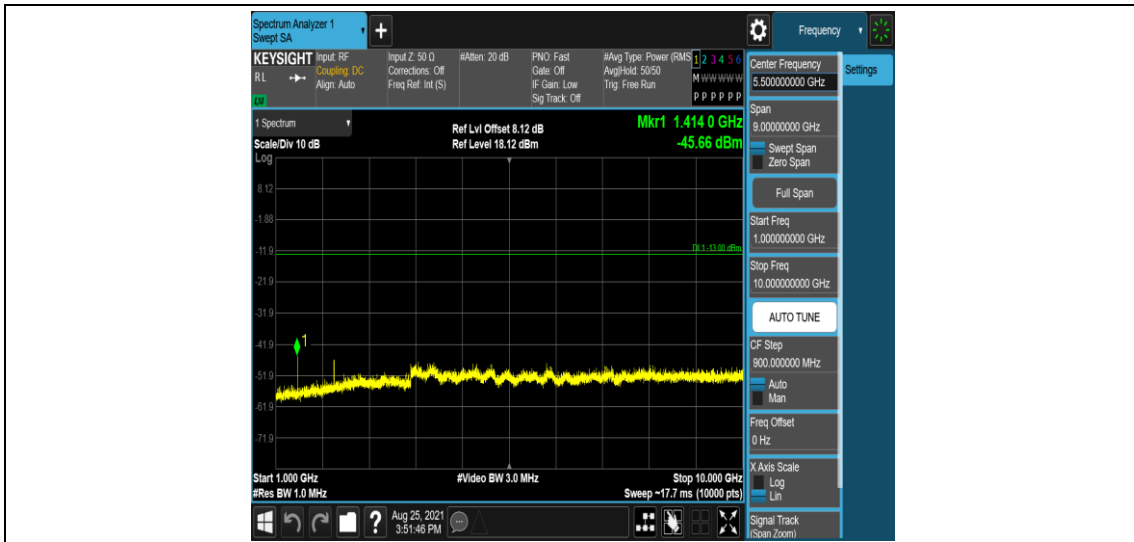 Spectrum Analyzer 1
Swept SA
+
Frequency
KEYSIGHT
RL
LXI
Input: RF
Coupling: DC
Align: Auto
Input Z: 50 Ω
Corrections: Off
Freq Ref: Int (S)
#Atten: 20 dB
PNO: Fast
Gate: Off
IF Gain: Low
Sig Track: Off
#Avg Type: Power (RMS
Avg|Hold: 50/50
Trig: Free Run
1 2 3 4 5 6
M W W W W W
P P P P P P
Center Frequency
5.500000000 GHz
Settings
1 Spectrum
Scale/Div 10 dB
Ref Lvl Offset 8.12 dB
Ref Level 18.12 dBm
Mkr1 1.414 0 GHz
-45.66 dBm
Span
9.00000000 GHz
Swept Span
Zero Span
Full Span
Start Freq
1.000000000 GHz
Stop Freq
10.000000000 GHz
AUTO TUNE
CF Step
900.000000 MHz
Auto
Man
Freq Offset
0 Hz
X Axis Scale
Log
Lin
Signal Track
(Span Zoom)
Log
8.12
-1.88
-11.9
DL1 -13.00 dBm
-21.9
-31.9
-41.9
1
-51.9
-61.9
-71.9
Start 1.000 GHz
#Res BW 1.0 MHz
#Video BW 3.0 MHz
Stop 10.000 GHz
Sweep ~17.7 ms (10000 pts)
?
Aug 25, 2021
3:51:46 PM